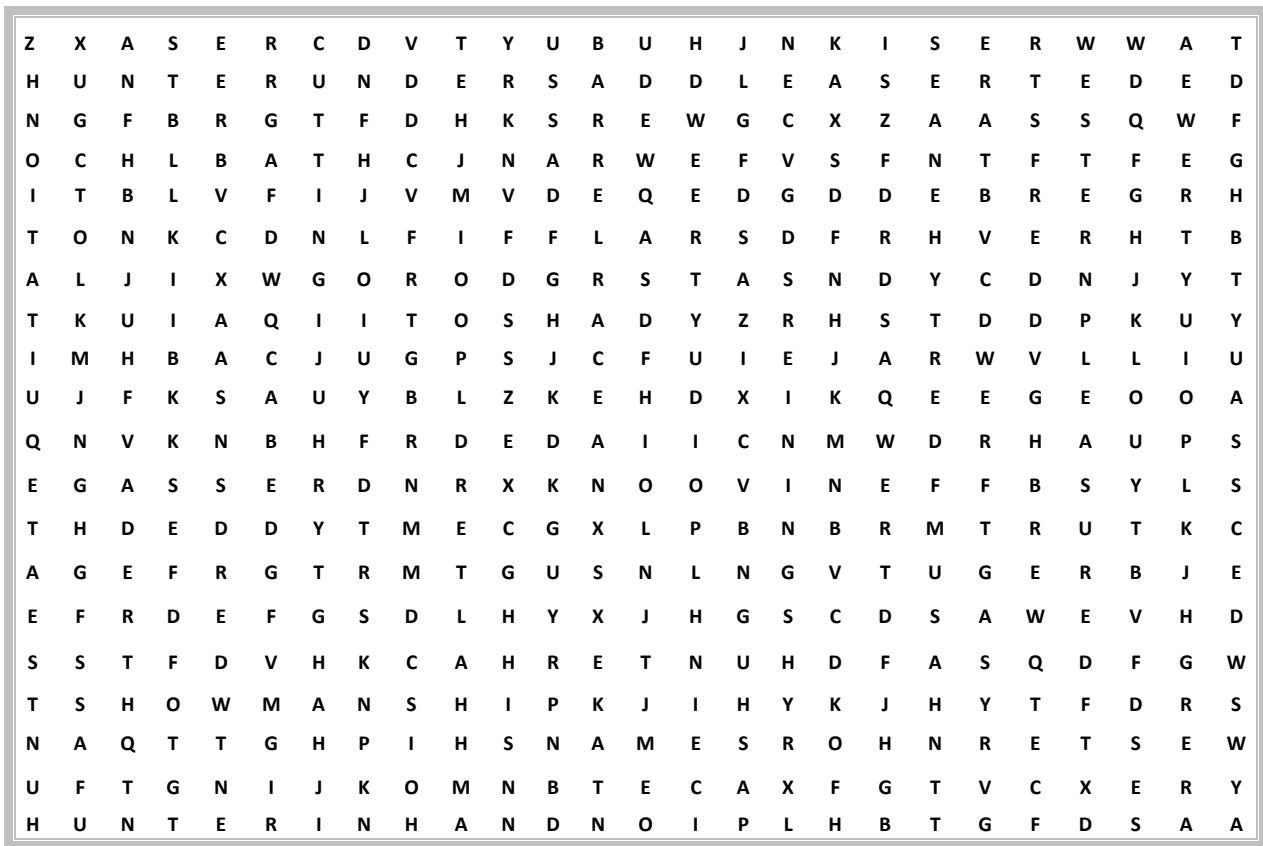 Z X A S E R C D V T Y U B U H J N K I S E R W W A T
H U N T E R U N D E R S A D D L E A S E R T E D E D
N G F B R G T F D H K S R E W G C X Z A A S S Q W F
O C H L B A T H C J N A R W E F V S F N T F T F E G
I T B L V F I J V M V D E Q E D G D D E B R E G R H
T O N K C D N L F I F F L A R S D F R H V E R H T B
A L J I X W G O R O D G R S T A S N D Y C D N J Y T
T K U I A Q I I T O S H A D Y Z R H S T D D P K U Y
I M H B A C J U G P S J C F U I E J A R W V L L I U
U J F K S A U Y B L Z K E H D X I K Q E E G E O O A
Q N V K N B H F R D E D A I I C N M W D R H A U P S
E G A S S E R D N R X K N O O V I N E F F B S Y L S
T H D E D D Y T M E C G X L P B N B R M T R U T K C
A G E F R G T R M T G U S N L N G V T U G E R B J E
E F R D E F G S D L H Y X J H G S C D S A W E V H D
S S T F D V H K C A H R E T N U H D F A S Q D F G W
T S H O W M A N S H I P K J I H Y K J H Y T F D R S
N A Q T T G H P I H S N A M E S R O H N R E T S E W
U F T G N I J K O M N B T E C A X F G T V C X E R Y
H U N T E R I N H A N D N O I P L H B T G F D S A A